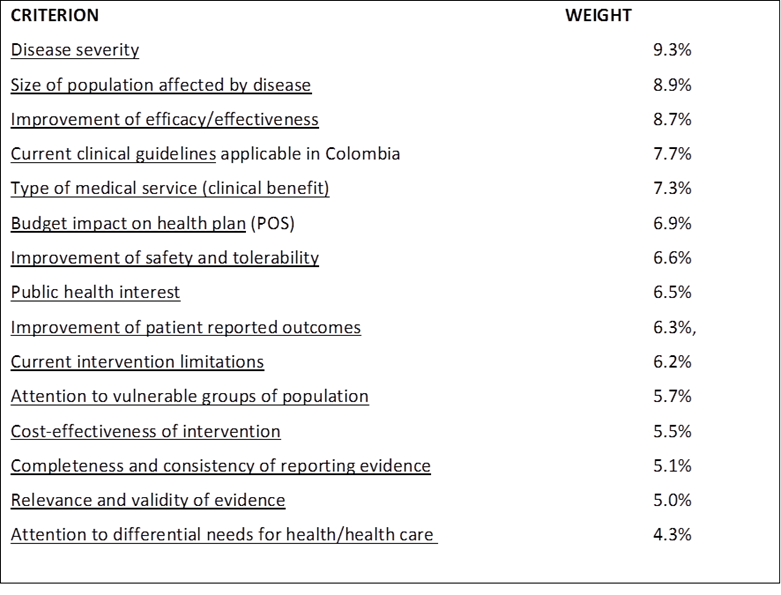 CRITERION WEIGHT
Disease severity 9.3%
Size of population affected by disease 8.9%
Improvement of efficacy/effectiveness 8.7%
Current clinical guidelines applicable in Colombia 7.7%
Type of medical service (clinical benefit) 7.3%
Budget impact on health plan (POS) 6.9%
Improvement of safety and tolerability 6.6%
Public health interest 6.5%
Improvement of patient reported outcomes 6.3%,
Current intervention limitations 6.2%
Attention to vulnerable groups of population 5.7%
Cost-effectiveness of intervention 5.5%
Completeness and consistency of reporting evidence 5.1%
Relevance and validity of evidence 5.0%
Attention to differential needs for health/health care 4.3%